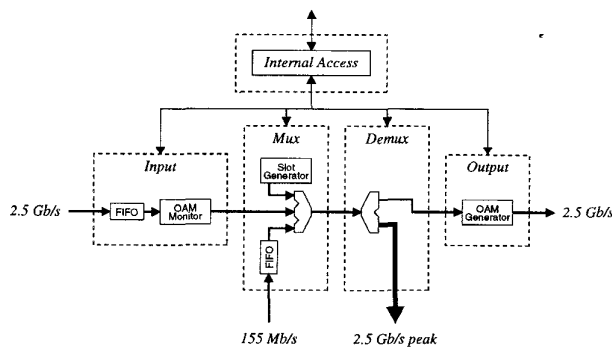 Internal Access
Mux
Demux
Input
Output
Slot
Generator
2.5 Gb/s
FIFO
OAM
Monitor
OAM
Generator
2.5 Gb/s
FIFO
155 Mb/s
2.5 Gb/s peak